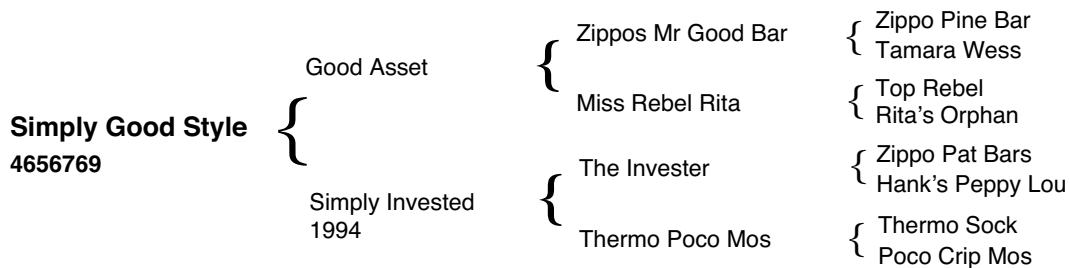 Simply Good Style
4656769
Good Asset
Simply Invested
1994
Zippos Mr Good Bar
Miss Rebel Rita
The Invester
Thermo Poco Mos
Zippo Pine Bar
Tamara Wess
Top Rebel
Rita's Orphan
Zippo Pat Bars
Hank's Peppy Lou
Thermo Sock
Poco Crip Mos